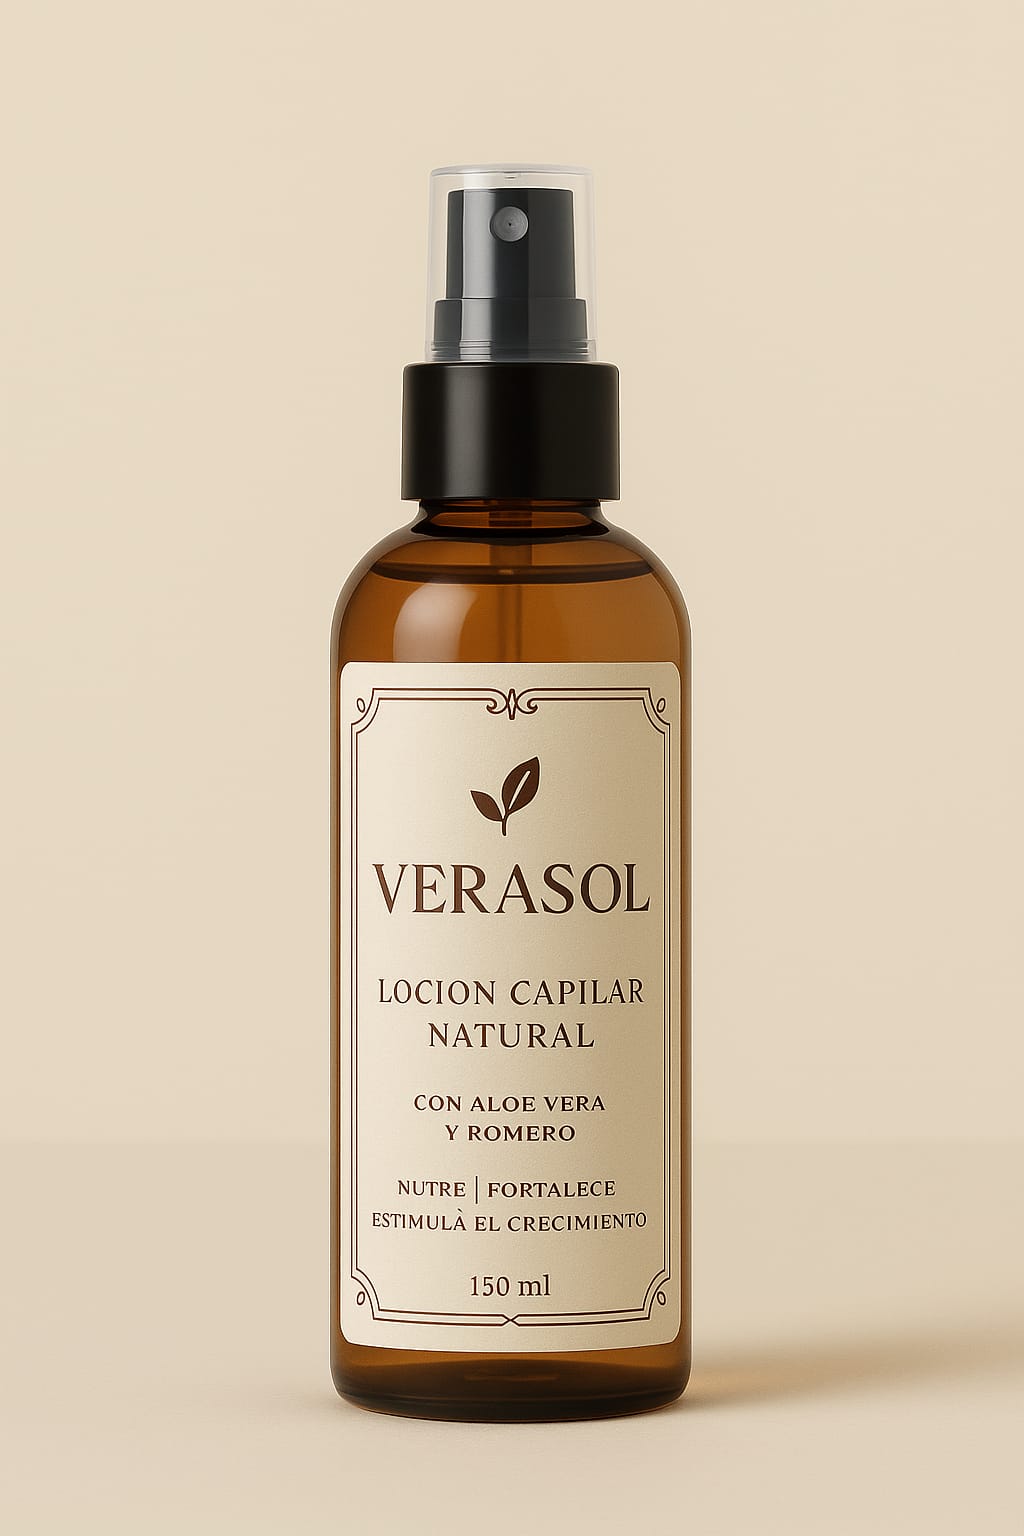 VERASOL
LOCION CAPILAR
NATURAL
CON ALOE VERA
Y ROMERO
NUTRE | FORTALECE
ESTIMULÀ EL CRECIMIENTO
150 ml